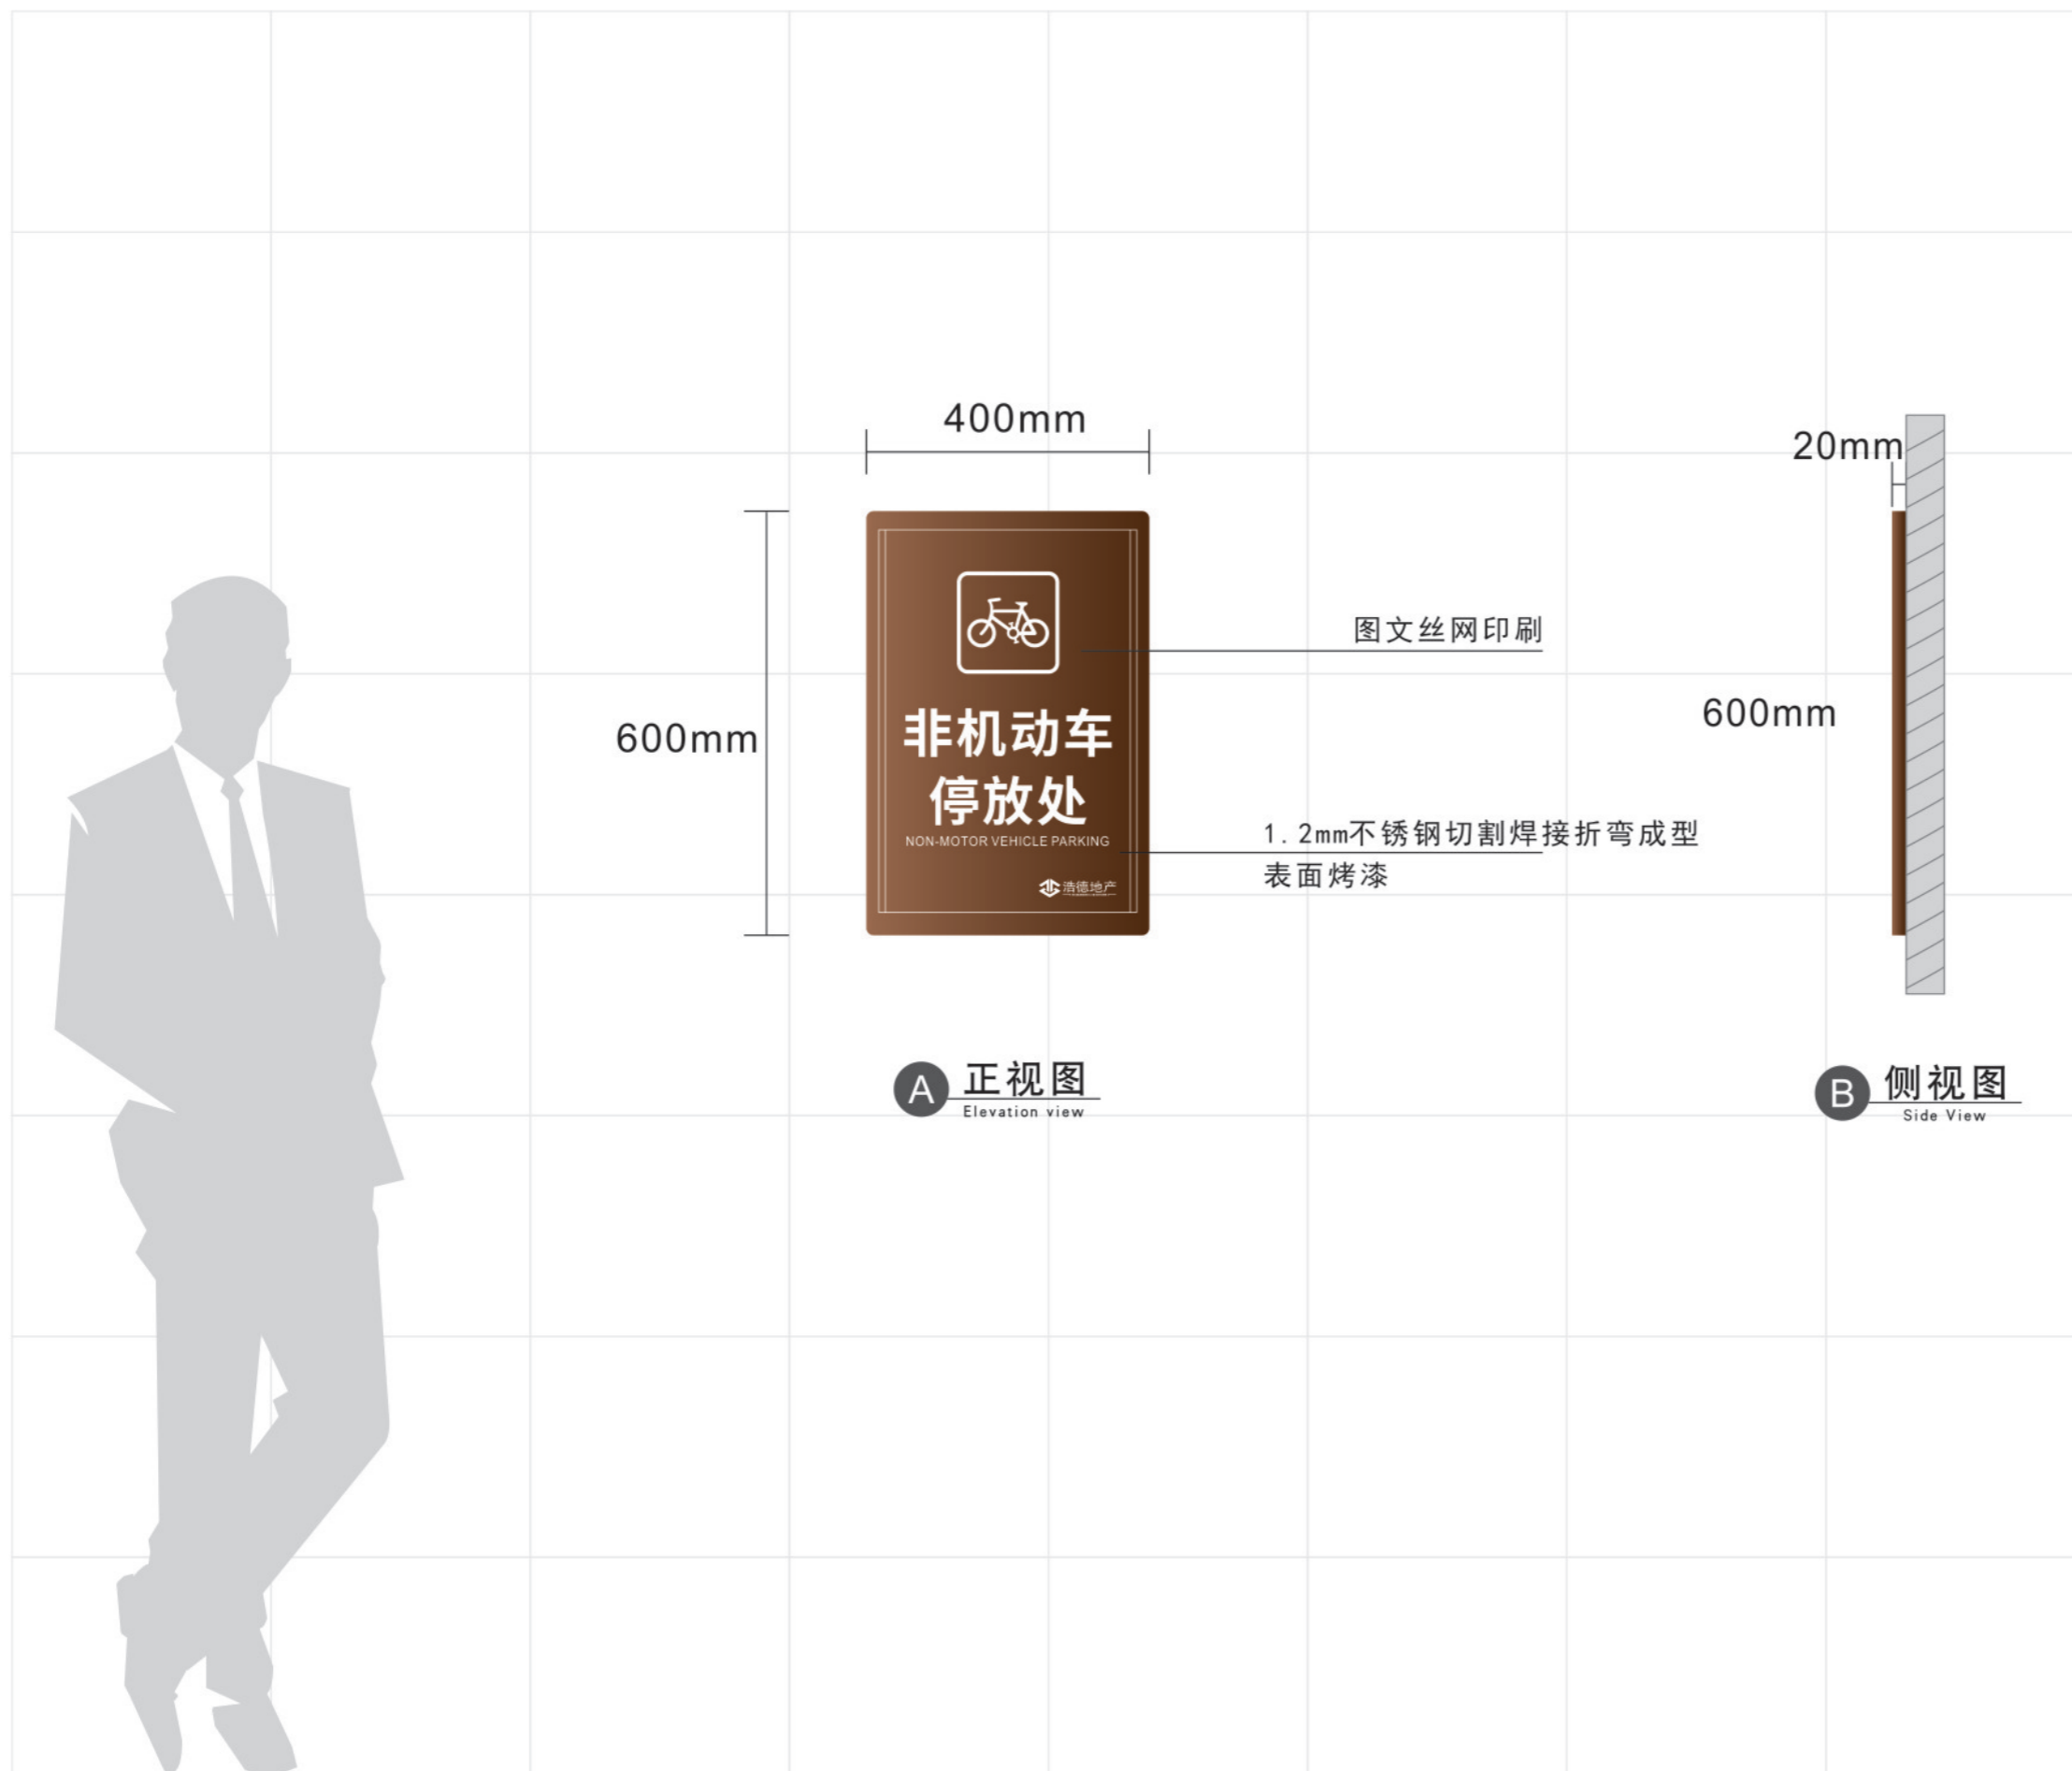 400mm
20mm
图文丝网印刷
600mm
600mm
非机动车
停放处
NON-MOTOR VEHICLE PARKING
1.2mm不锈钢切割焊接折弯成型
表面烤漆
浩德地产
A 正视图
Elevation view
B 侧视图
Side View